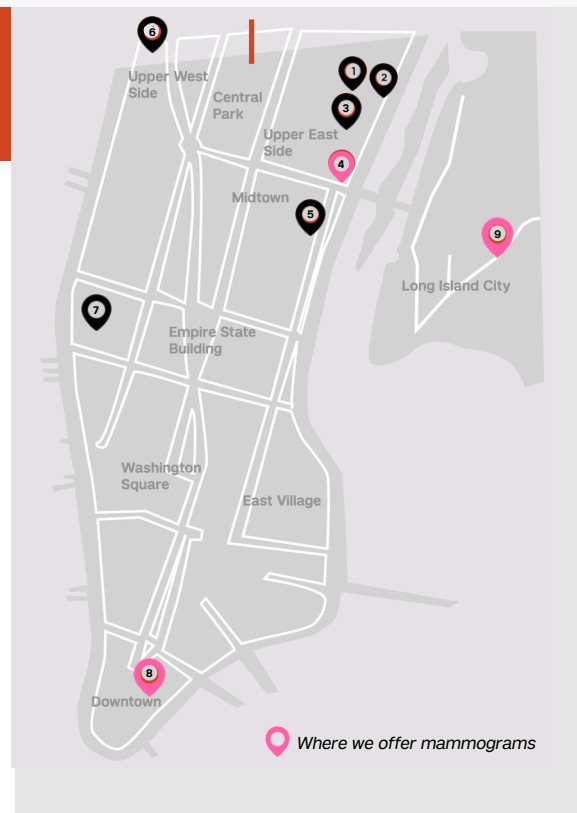 6
1
2
Upper West
Side
Central
Park
3
Upper East
Side
4
Midtown
5
9
Long Island City
7
Empire State
Building
Washington
Square
East Village
8
Downtown
Where we offer mammograms